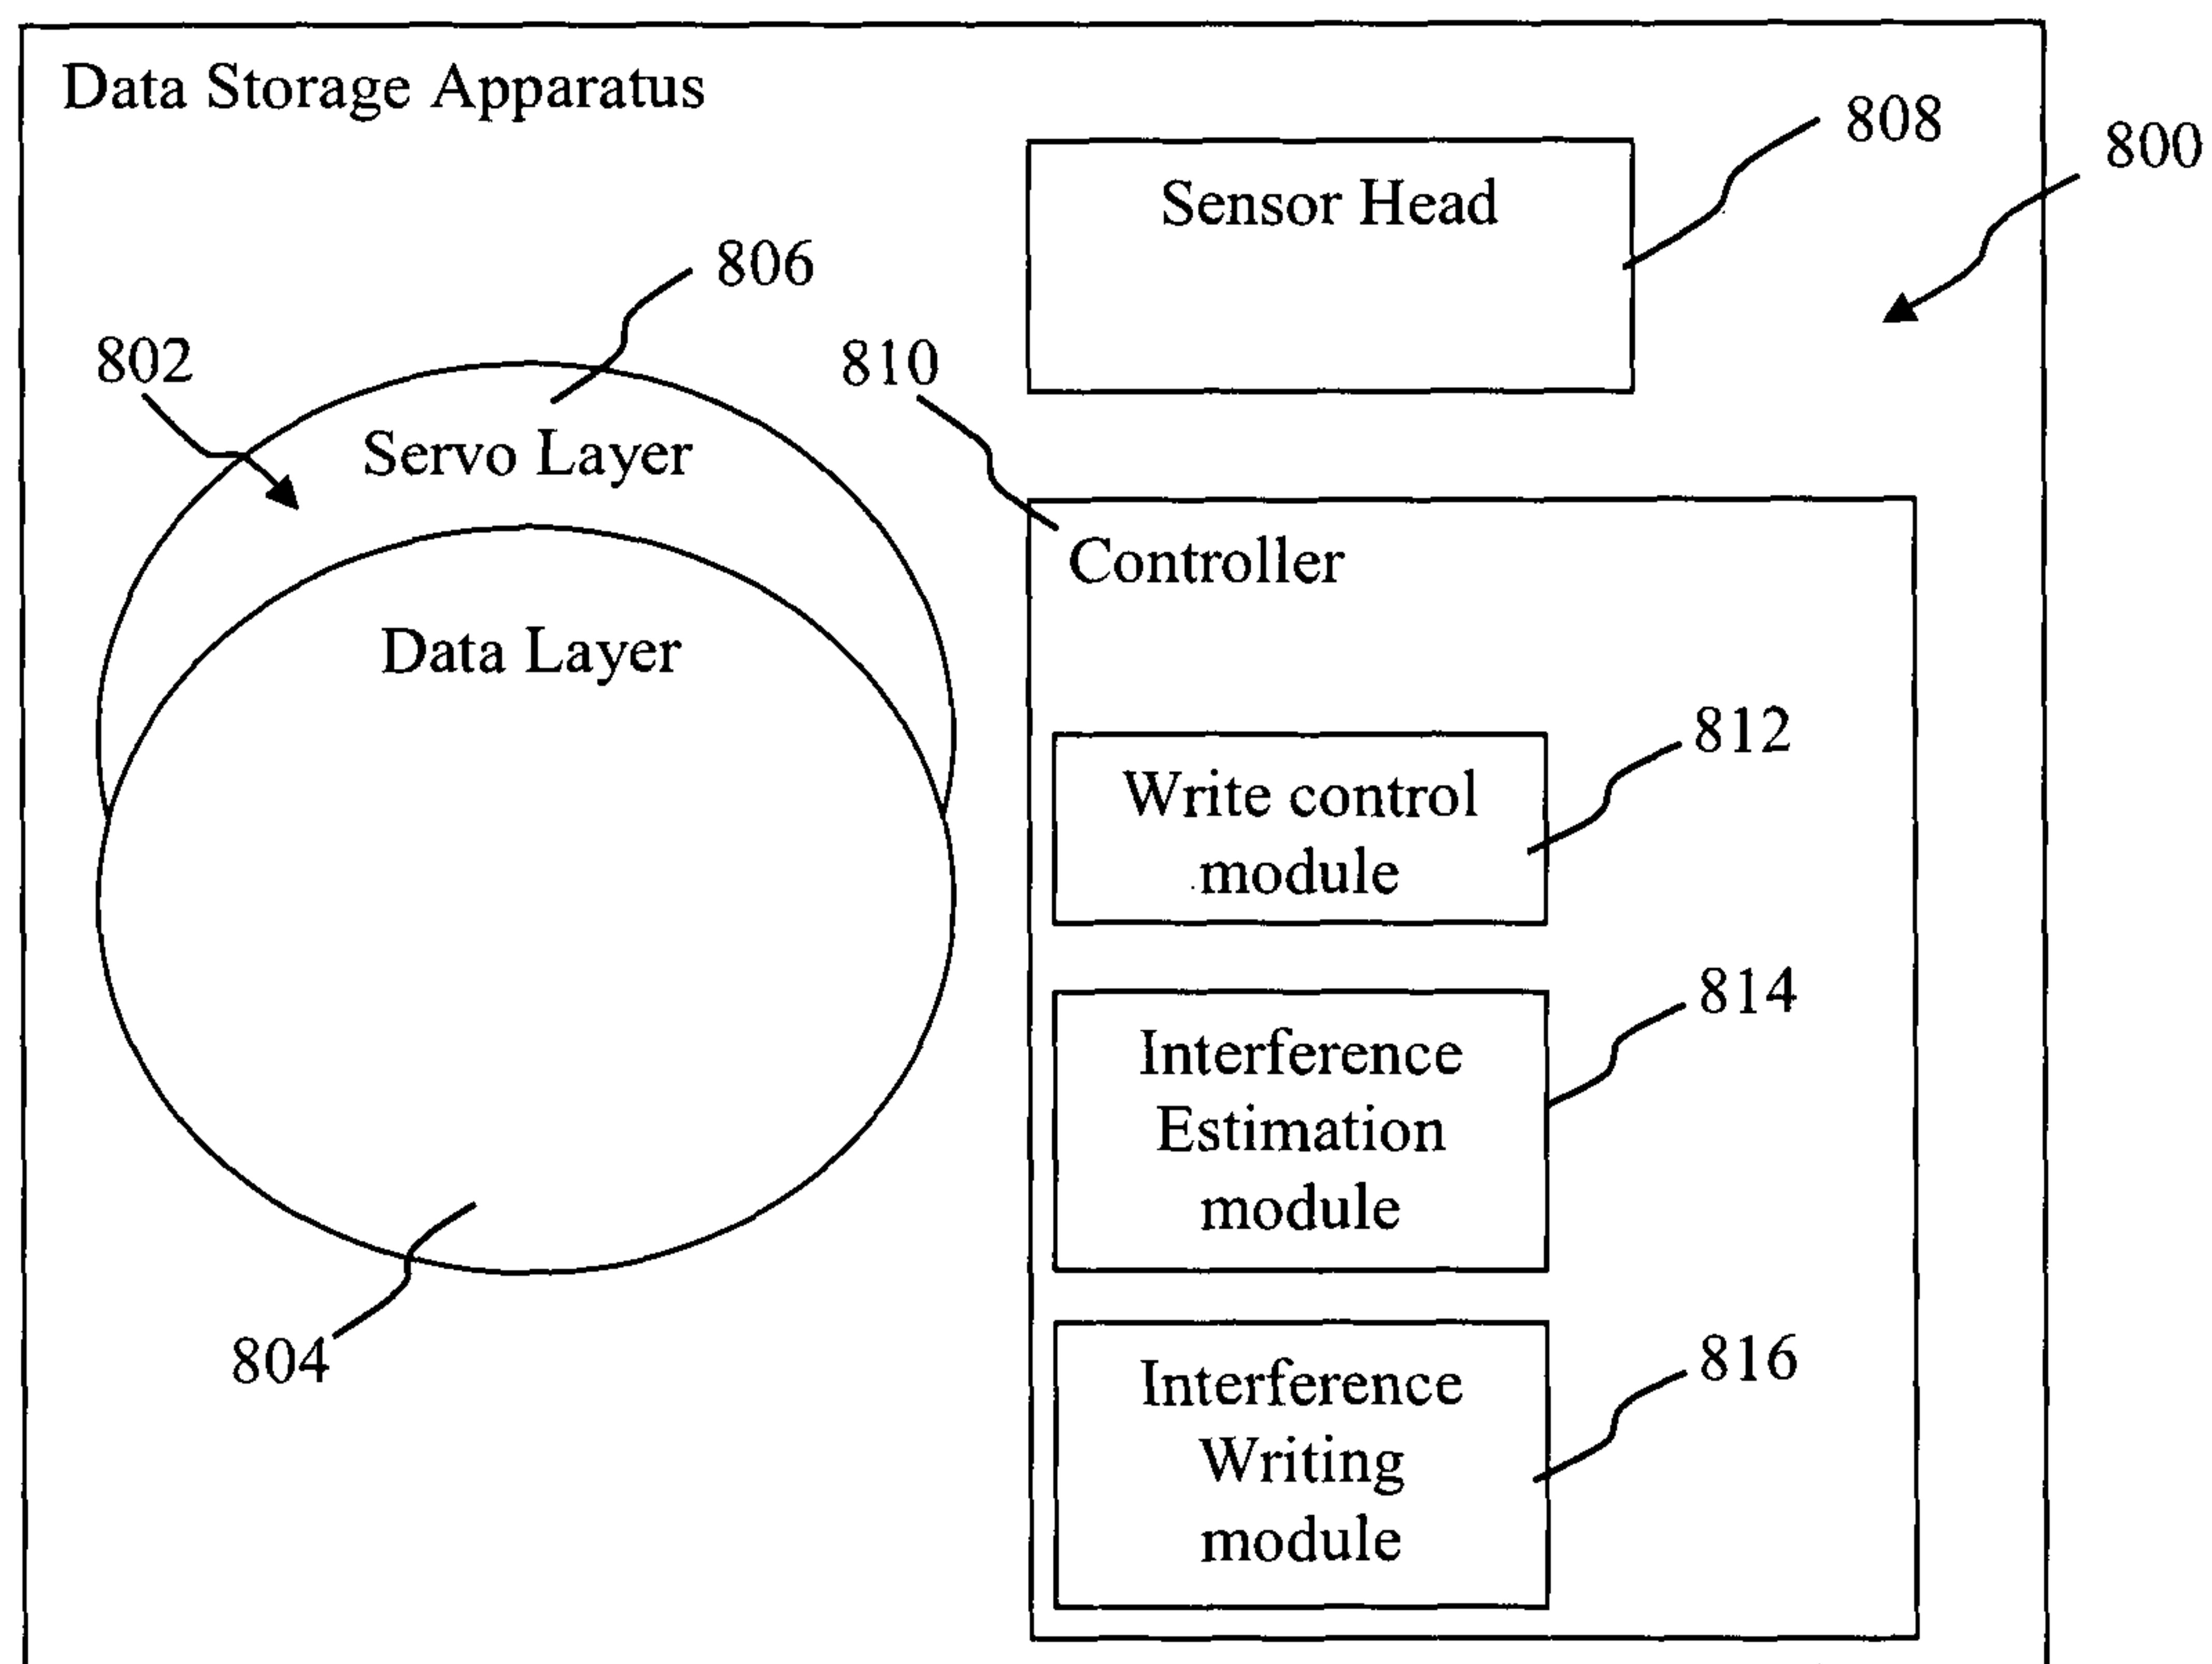 Data Storage Apparatus
808
800
Sensor Head
806
802
810
Servo Layer
Controller
Data Layer
812
Write control
module
814
Interference
Estimation
module
816
804
Interference
Writing
module